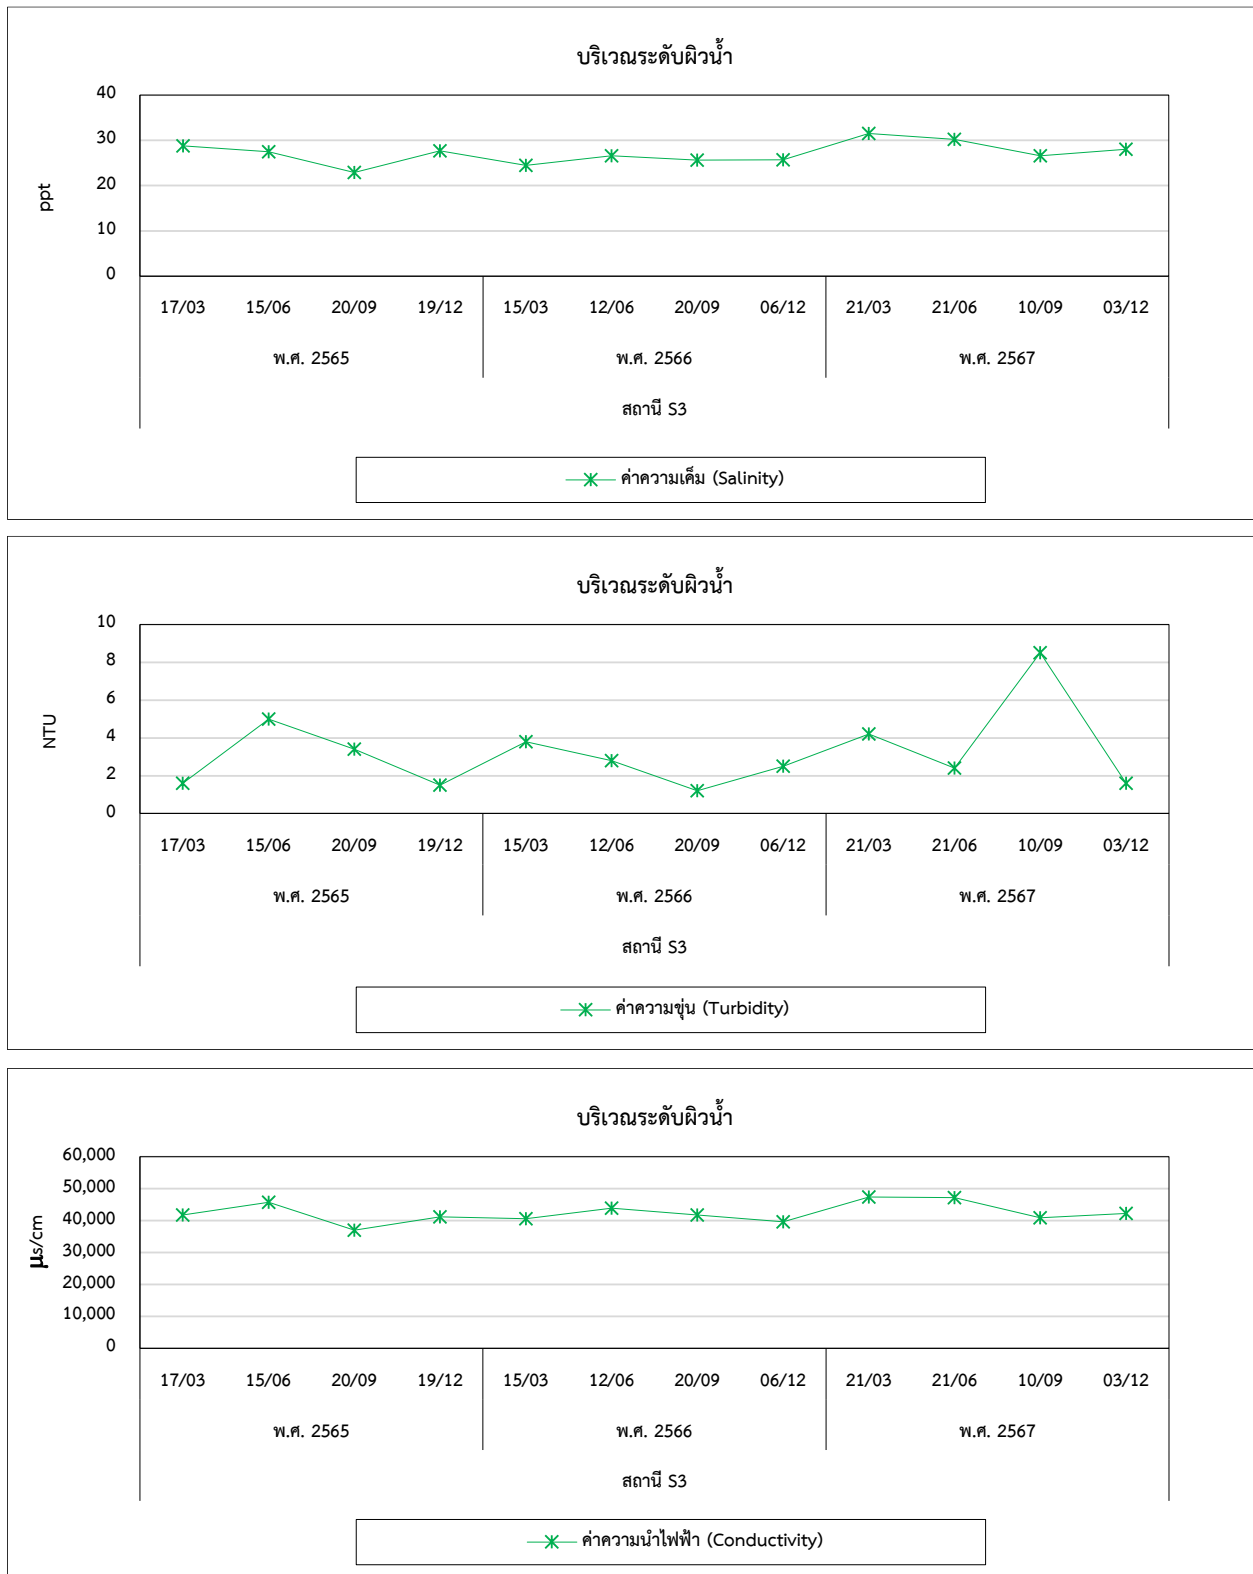 บริเวณระดับผิวน้ำ
40
30
20
10
0
ppt
17/03 15/06 20/09 19/12 15/03 12/06 20/09 06/12 21/03 21/06 10/09 03/12
พ.ศ. 2565 พ.ศ. 2566 พ.ศ. 2567
สถานี S3
ค่าความเค็ม (Salinity)
บริเวณระดับผิวน้ำ
10
8
6
4
2
0
NTU
17/03 15/06 20/09 19/12 15/03 12/06 20/09 06/12 21/03 21/06 10/09 03/12
พ.ศ. 2565 พ.ศ. 2566 พ.ศ. 2567
สถานี S3
ค่าความขุ่น (Turbidity)
บริเวณระดับผิวน้ำ
60,000
50,000
40,000
30,000
20,000
10,000
0
µs/cm
17/03 15/06 20/09 19/12 15/03 12/06 20/09 06/12 21/03 21/06 10/09 03/12
พ.ศ. 2565 พ.ศ. 2566 พ.ศ. 2567
สถานี S3
ค่าความนำไฟฟ้า (Conductivity)